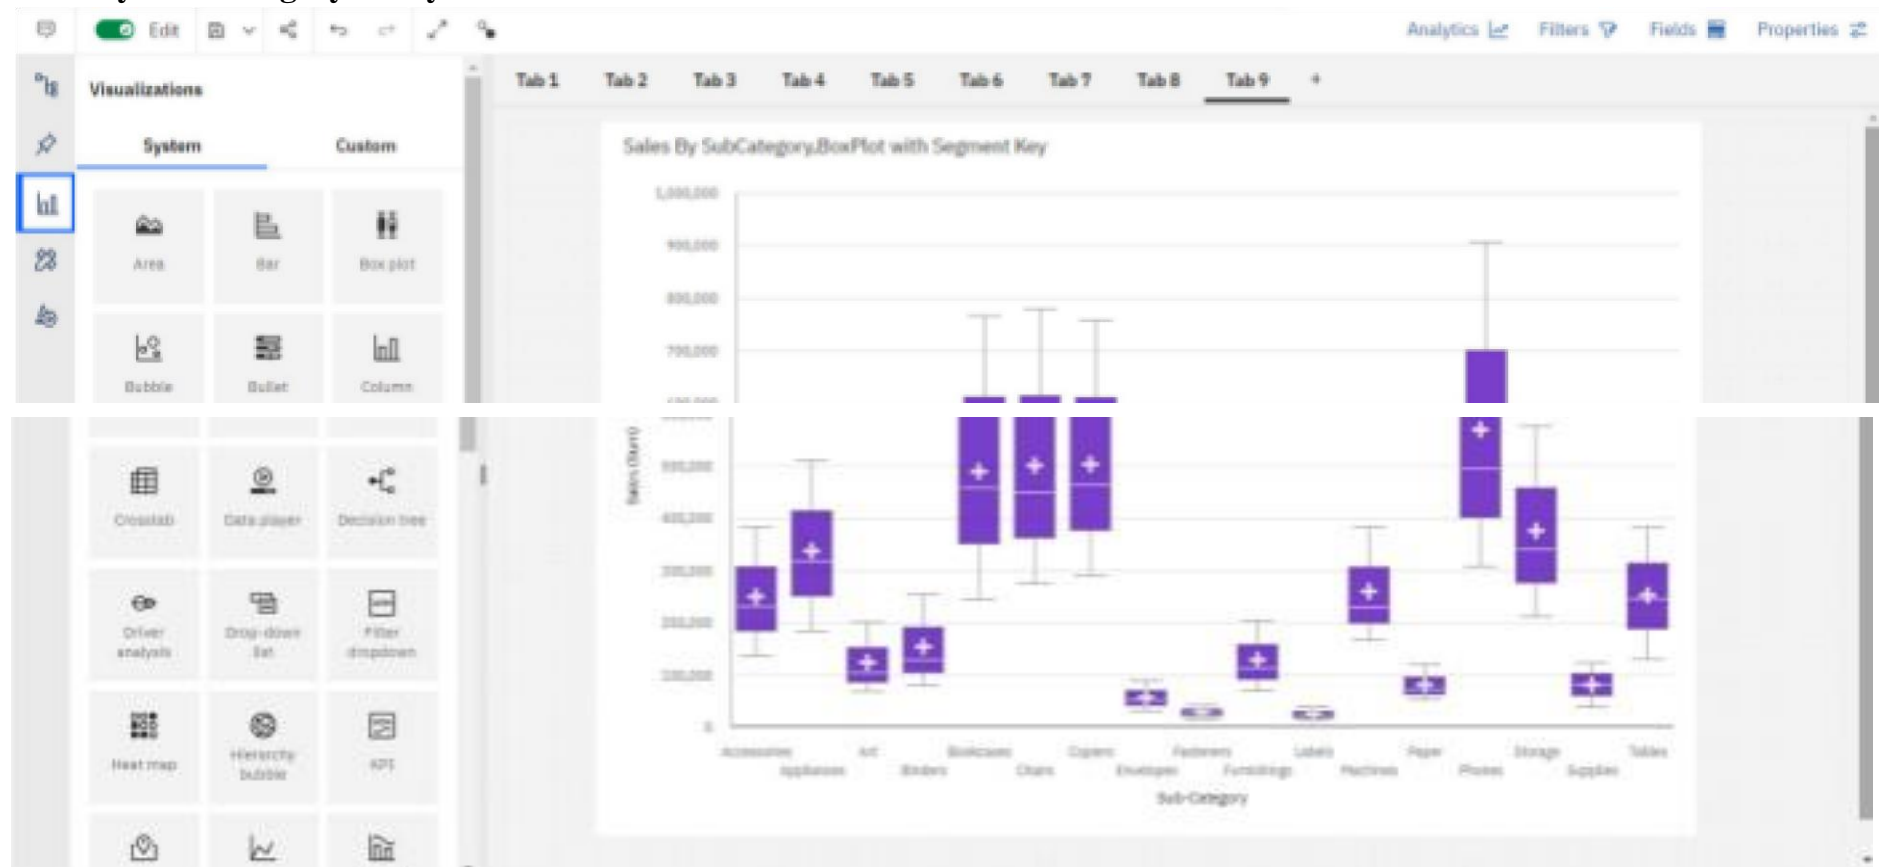 Edit Analytics Filters Fields Properties
Visualizations
Tab 1 Tab 2 Tab 3 Tab 4 Tab 5 Tab 6 Tab 7 Tab 8 Tab 9 +
System Custom
Sales By SubCategory,BoxPlot with Segment Key
1,000,000
900,000
Area Bar Box plot
800,000
700,000
Bubble Bullet Column
Sales (Sum)
500,000
Crosstab Data player Decision tree
400,000
300,000
Driver analysis Drop-down list Filter dropdown
200,000
100,000
0
Accessories Art Bookcases Copiers Fasteners Labels Paper Storage Tables
Appliances Binders Chairs Envelopes Furnishings Machines Phones Supplies
Heat map Hierarchy bubble KPI
Sub-Category